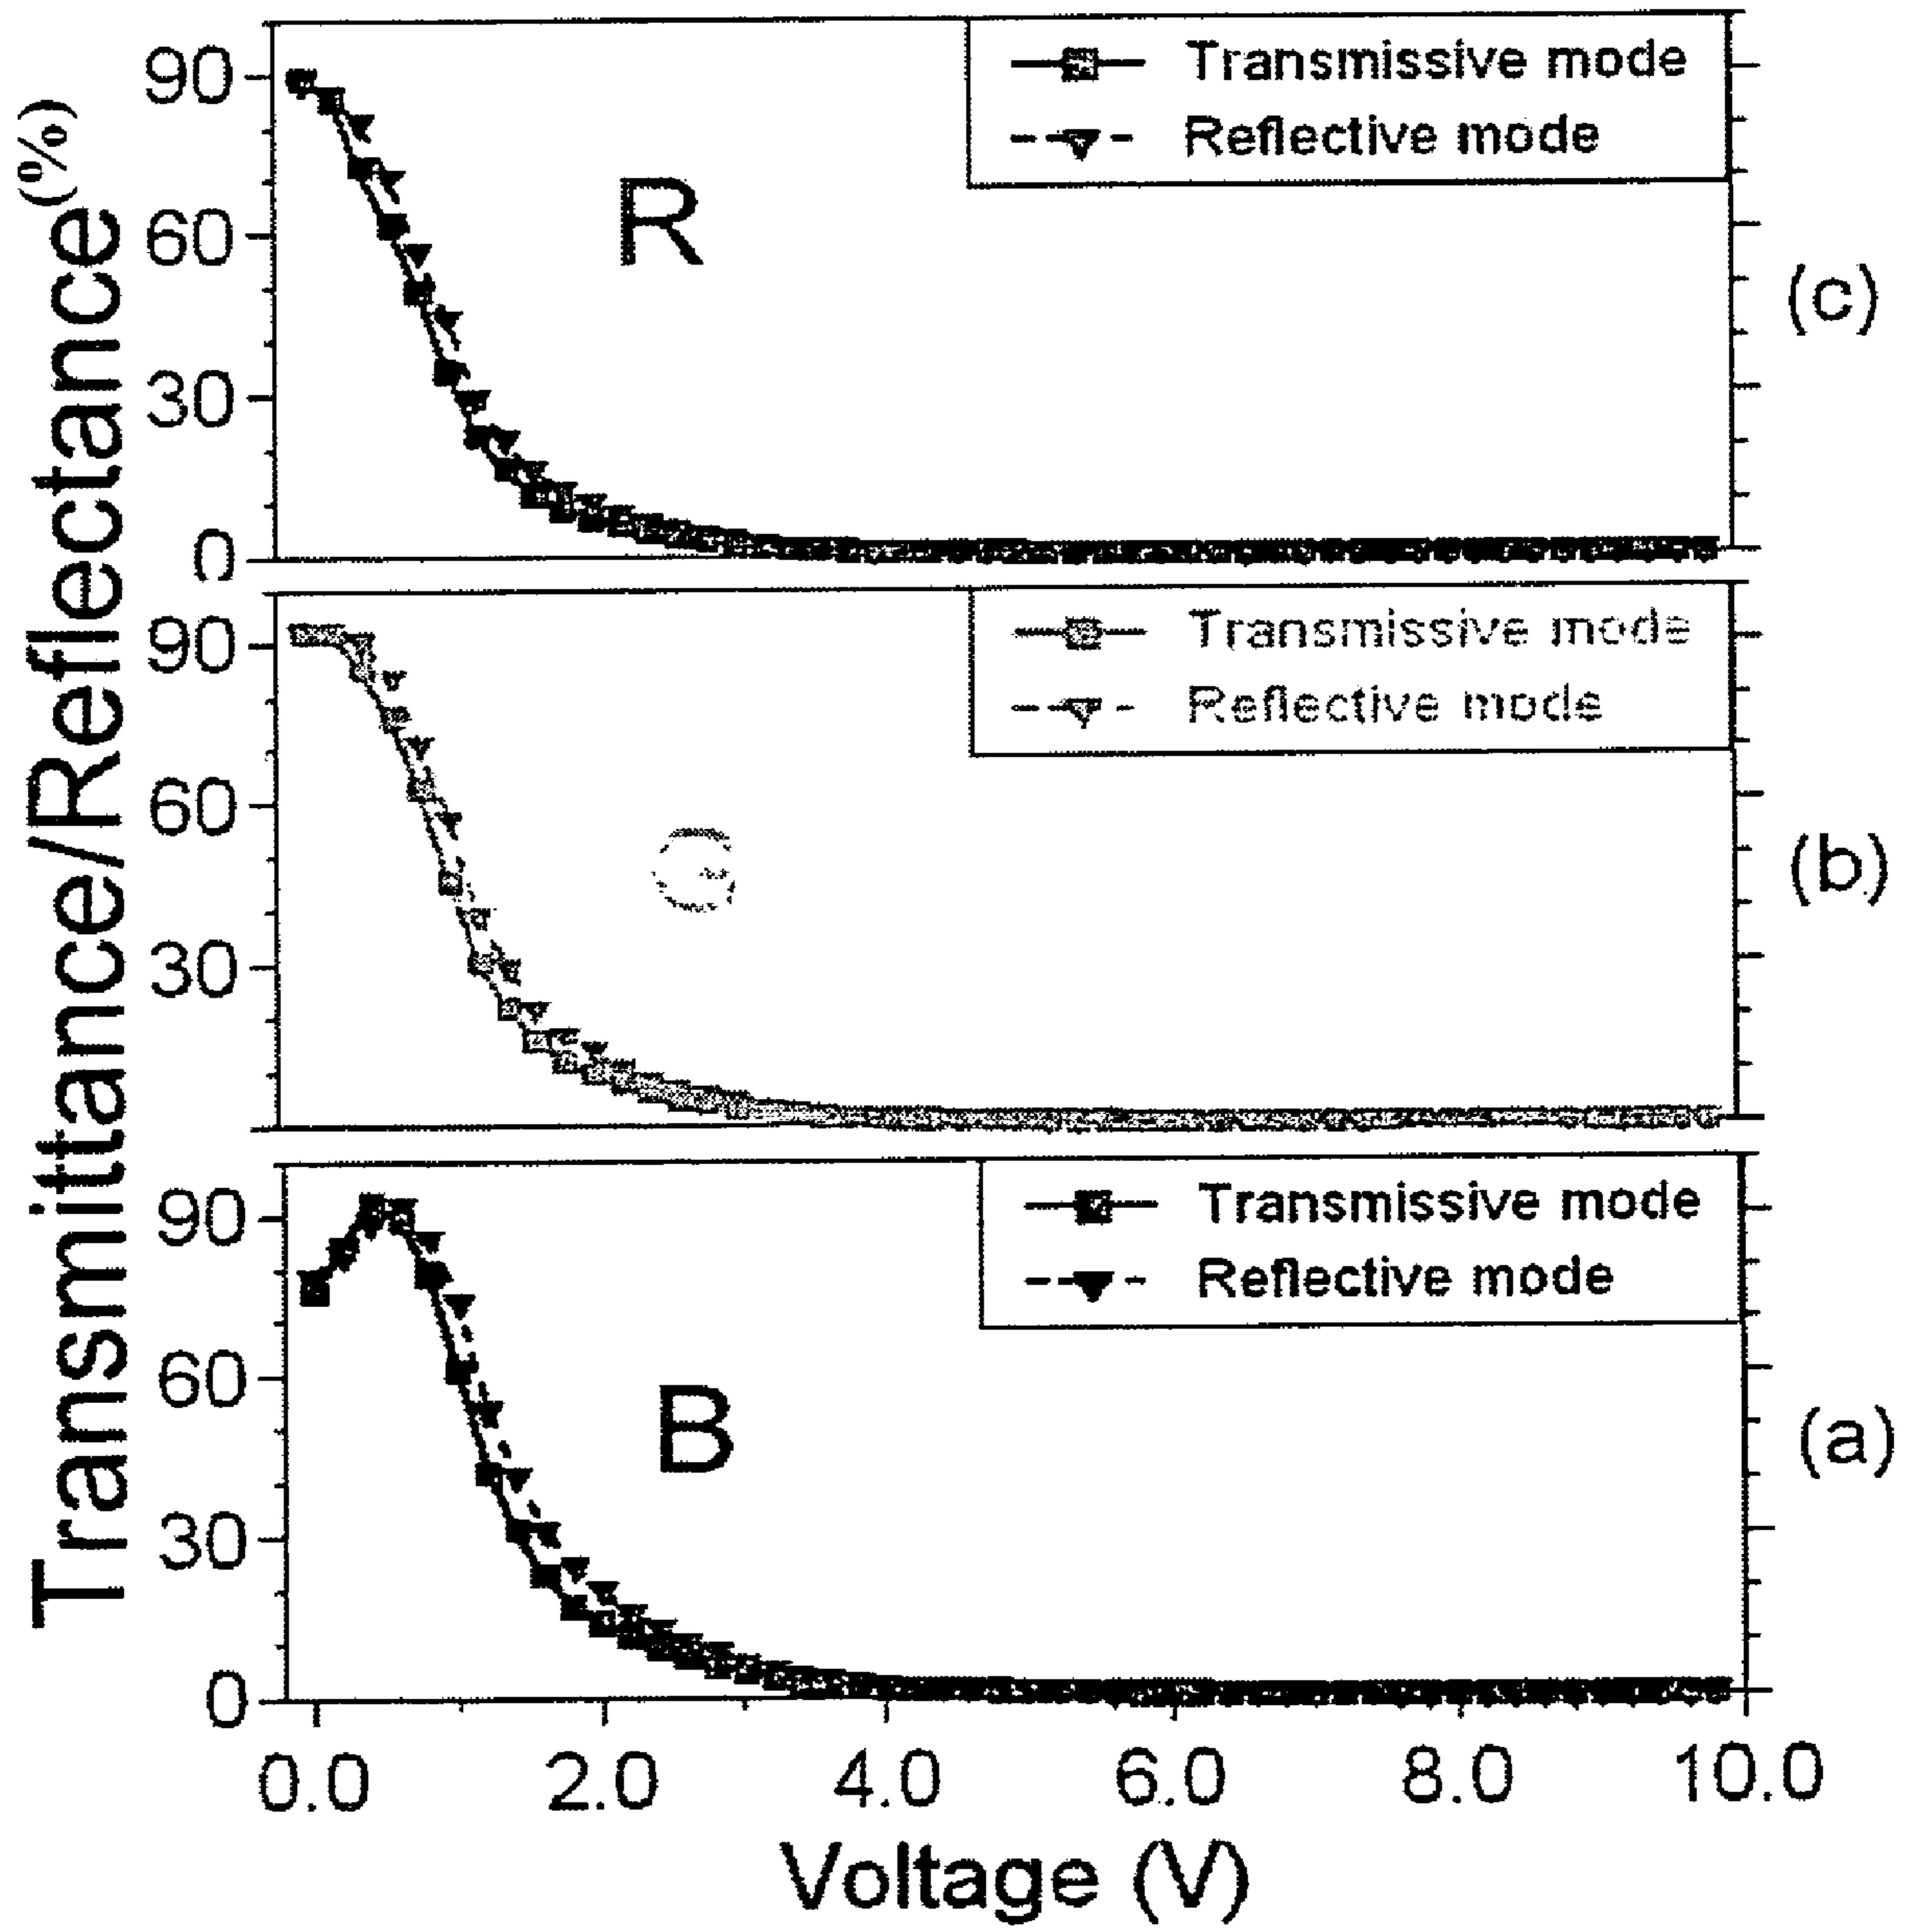 Transmittance/Reflectance(%)
90
60
30
0
Transmissive mode
Reflective mode
R
(c)
90
60
30
Transmissive mode
Reflective mode
G
(b)
90
60
30
0
Transmissive mode
Reflective mode
B
(a)
0.0 2.0 4.0 6.0 8.0 10.0
Voltage (V)